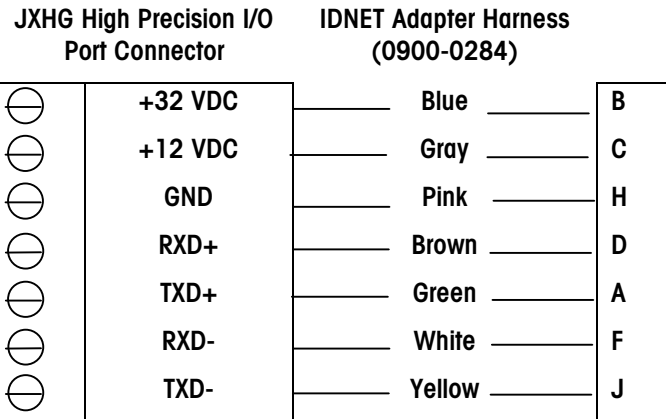 JXHG High Precision I/O IDNET Adapter Harness
Port Connector (0900-0284)
+32 VDC Blue B
+12 VDC Gray C
GND Pink H
RXD+ Brown D
TXD+ Green A
RXD- White F
TXD- Yellow J